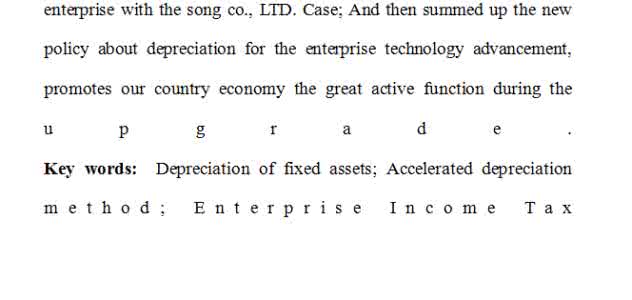 enterprise with the song co., LTD. Case; And then summed up the new
policy about depreciation for the enterprise technology advancement,
promotes our country economy the great active function during the
upgrade.
Key words: Depreciation of fixed assets; Accelerated depreciation
method; Enterprise Income Tax